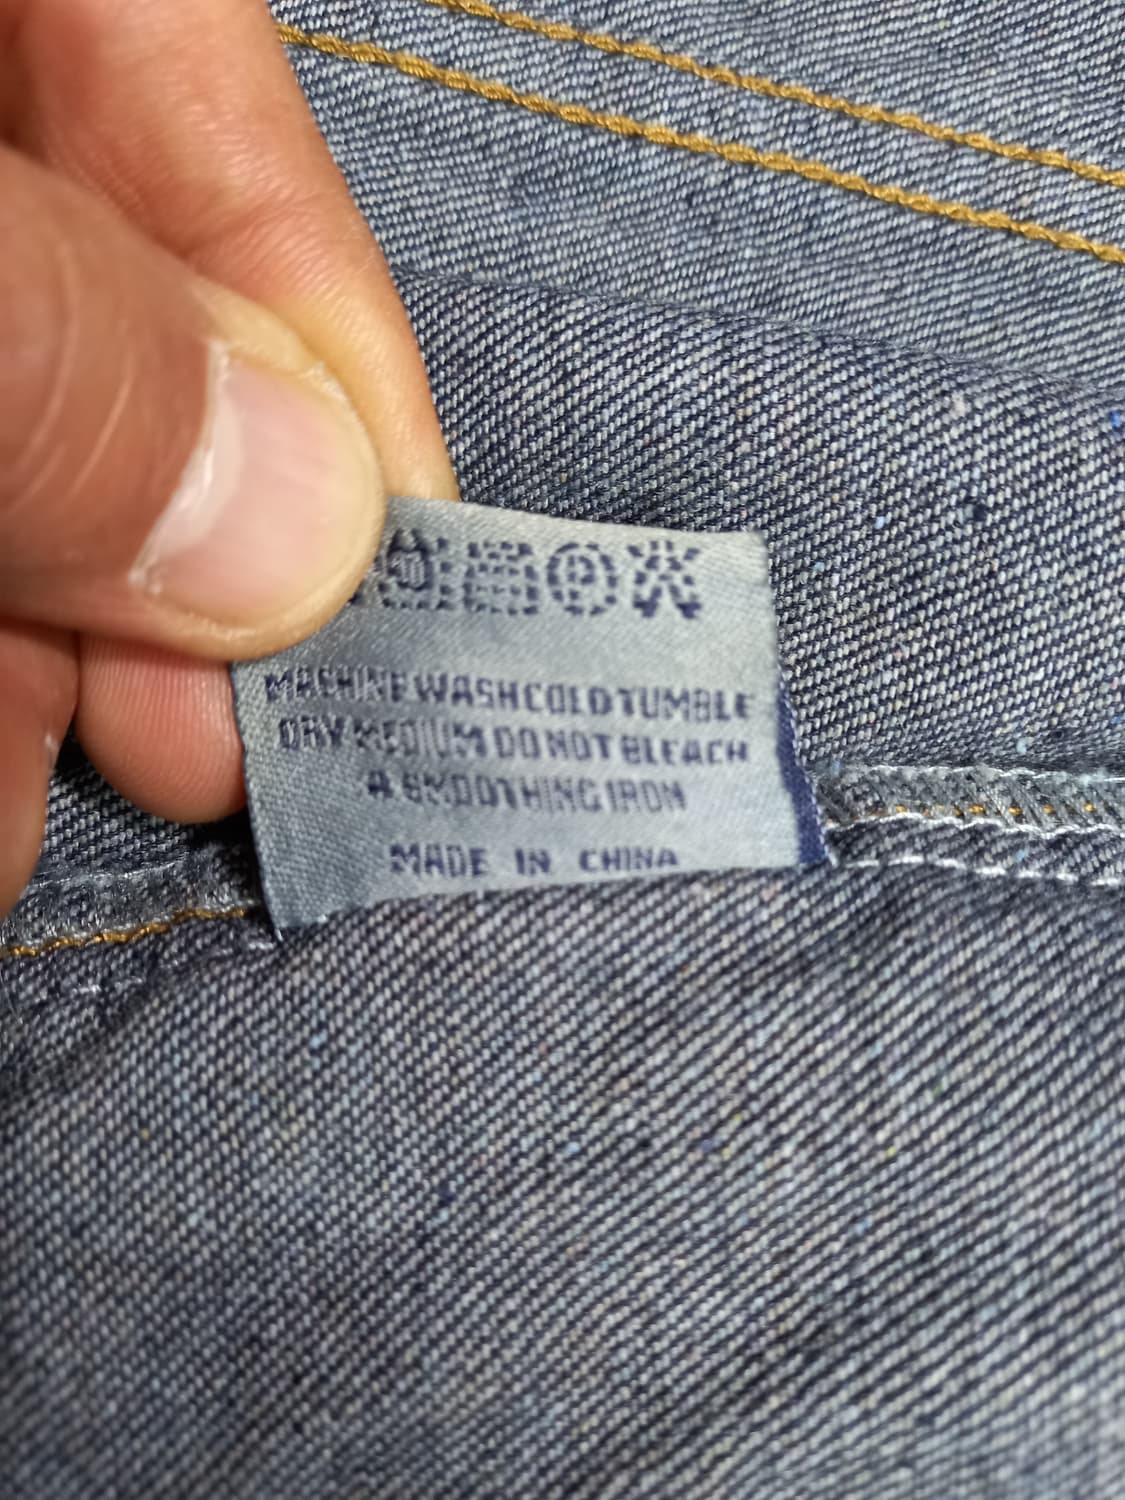 MACHINE WASH COLD TUMBLE
DRY MEDIUM DO NOT BLEACH
A SMOOTHING IRON
MADE IN CHINA